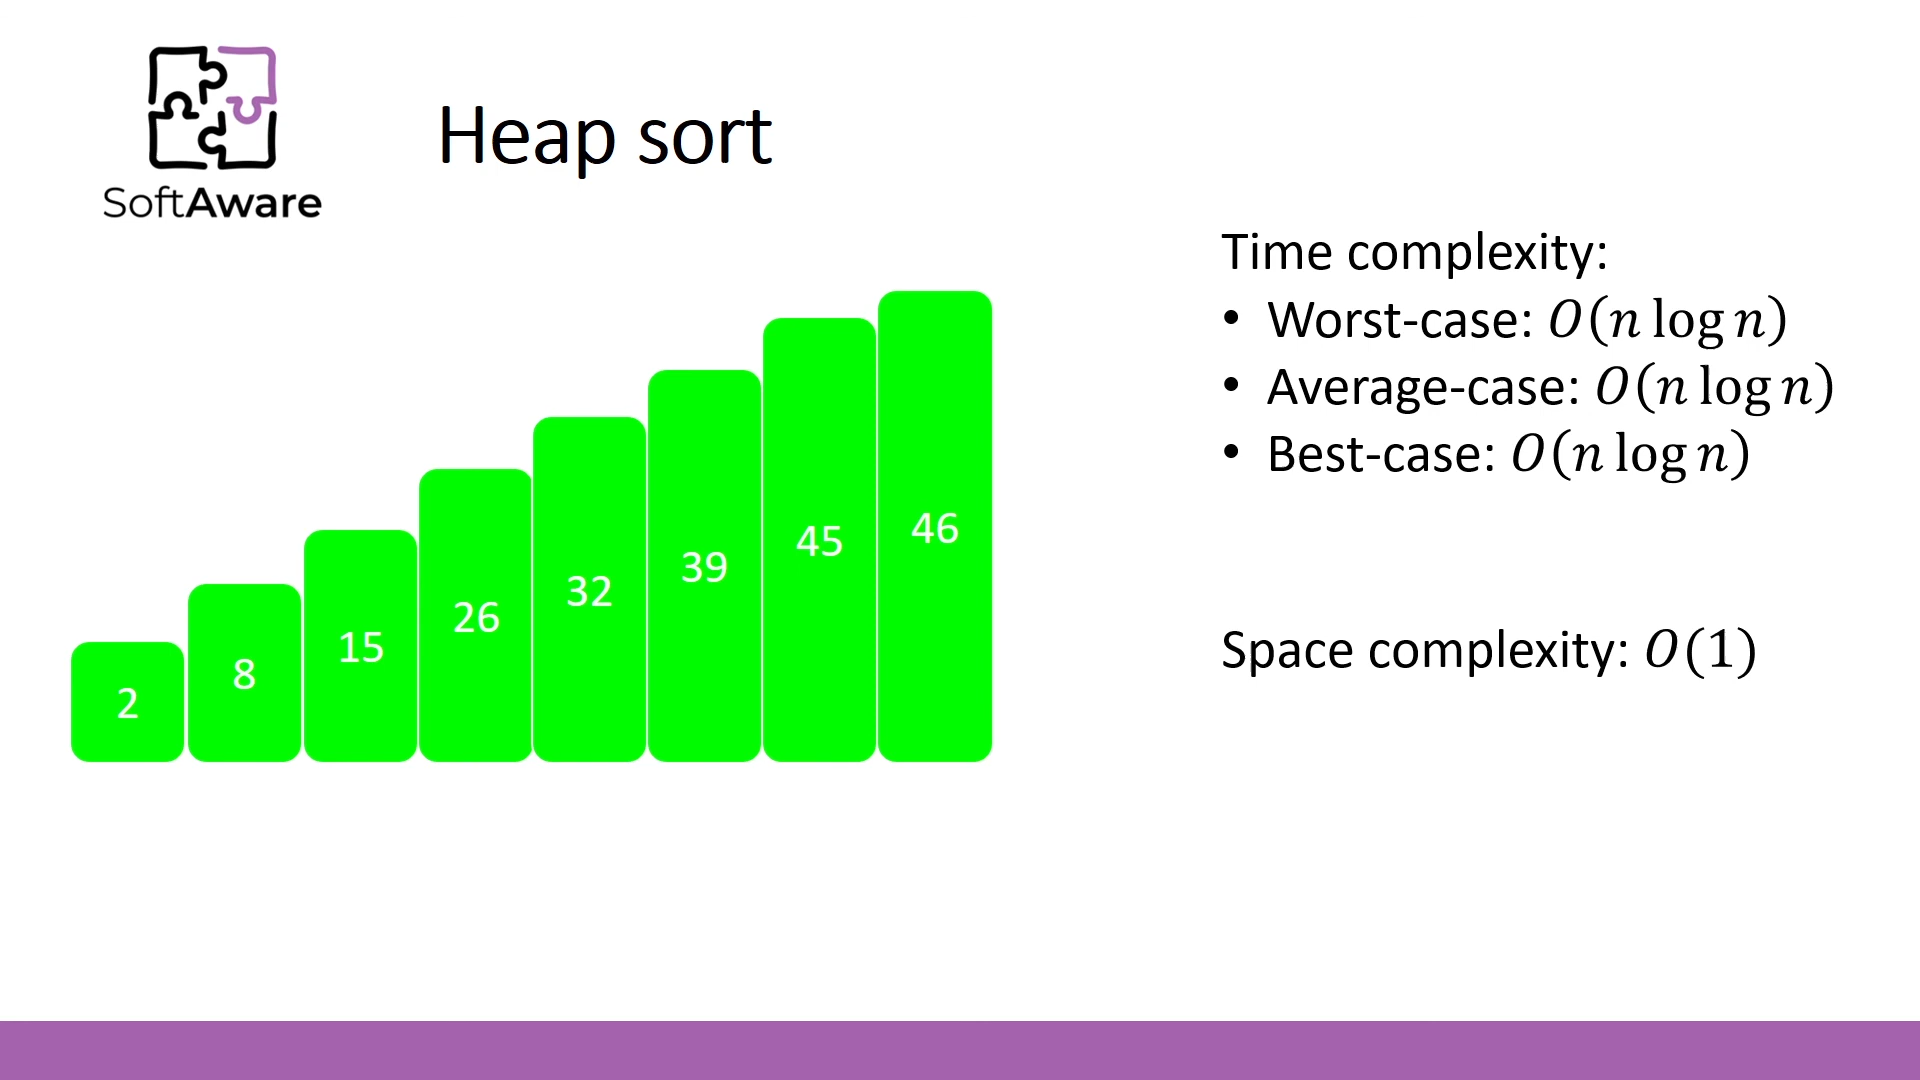 SoftAware
Heap sort
Time complexity:
• Worst-case: O(n log n)
• Average-case: O(n log n)
• Best-case: O(n log n)
Space complexity: O(1)
2 8 15 26 32 39 45 46